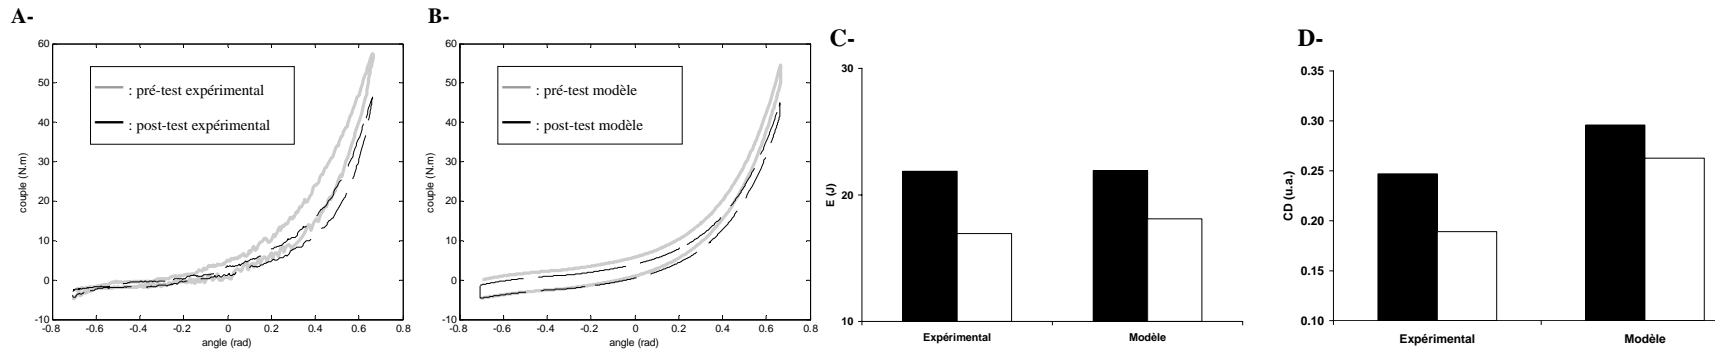 A-
60
50
40
30
20
10
0
-10
couple (N.m)
: pré-test expérimental
: post-test expérimental
-0.8
-0.6
-0.4
-0.2
0
0.2
0.4
0.6
0.8
angle (rad)
B-
60
50
40
30
20
10
0
-10
couple (N.m)
: pré-test modèle
: post-test modèle
-0.8
-0.6
-0.4
-0.2
0
0.2
0.4
0.6
0.8
angle (rad)
C-
30
20
10
E (J)
Expérimental
Modèle
D-
0.35
0.30
0.25
0.20
0.15
0.10
CD (u.a.)
Expérimental
Modèle